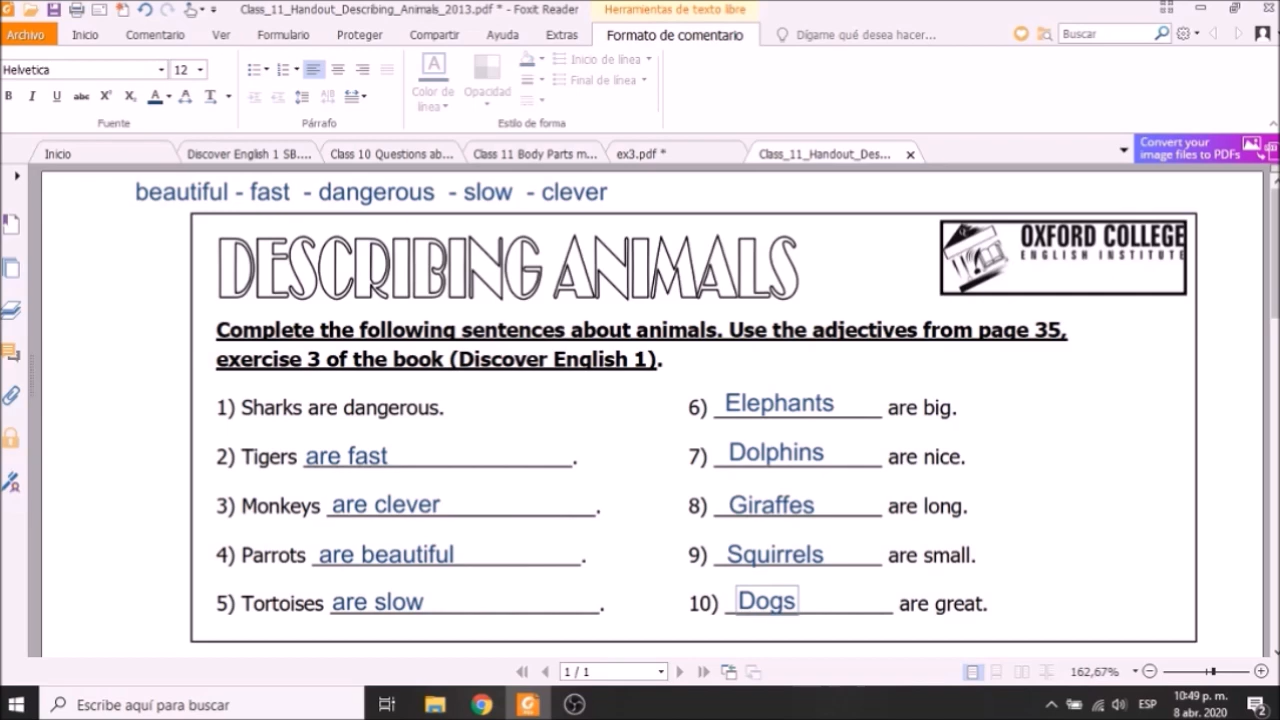 Class_11_Handout_Describing_Animals_2013.pdf * - Foxit Reader
Herramientas de texto libre
Archivo Inicio Comentario Ver Formulario Proteger Compartir Ayuda Extras Formato de comentario Dígame qué desea hacer... Buscar
Helvetica 12
Color de línea Opacidad Inicio de línea
Final de línea
Fuente Párrafo Estilo de forma
Inicio Discover English 1 SB.... Class 10 Questions ab... Class 11 Body Parts m... ex3.pdf * Class_11_Handout_Des...
Convert your
image files to PDFs
beautiful - fast - dangerous - slow - clever
DESCRIBING ANIMALS
OXFORD COLLEGE
ENGLISH INSTITUTE
Complete the following sentences about animals. Use the adjectives from page 35,
exercise 3 of the book (Discover English 1).
1) Sharks are dangerous.
2) Tigers are fast.
3) Monkeys are clever.
4) Parrots are beautiful.
5) Tortoises are slow.
6) Elephants are big.
7) Dolphins are nice.
8) Giraffes are long.
9) Squirrels are small.
10) Dogs are great.
1 / 1
162,67%
Escribe aquí para buscar
ESP
10:49 p. m.
8 abr. 2020
2